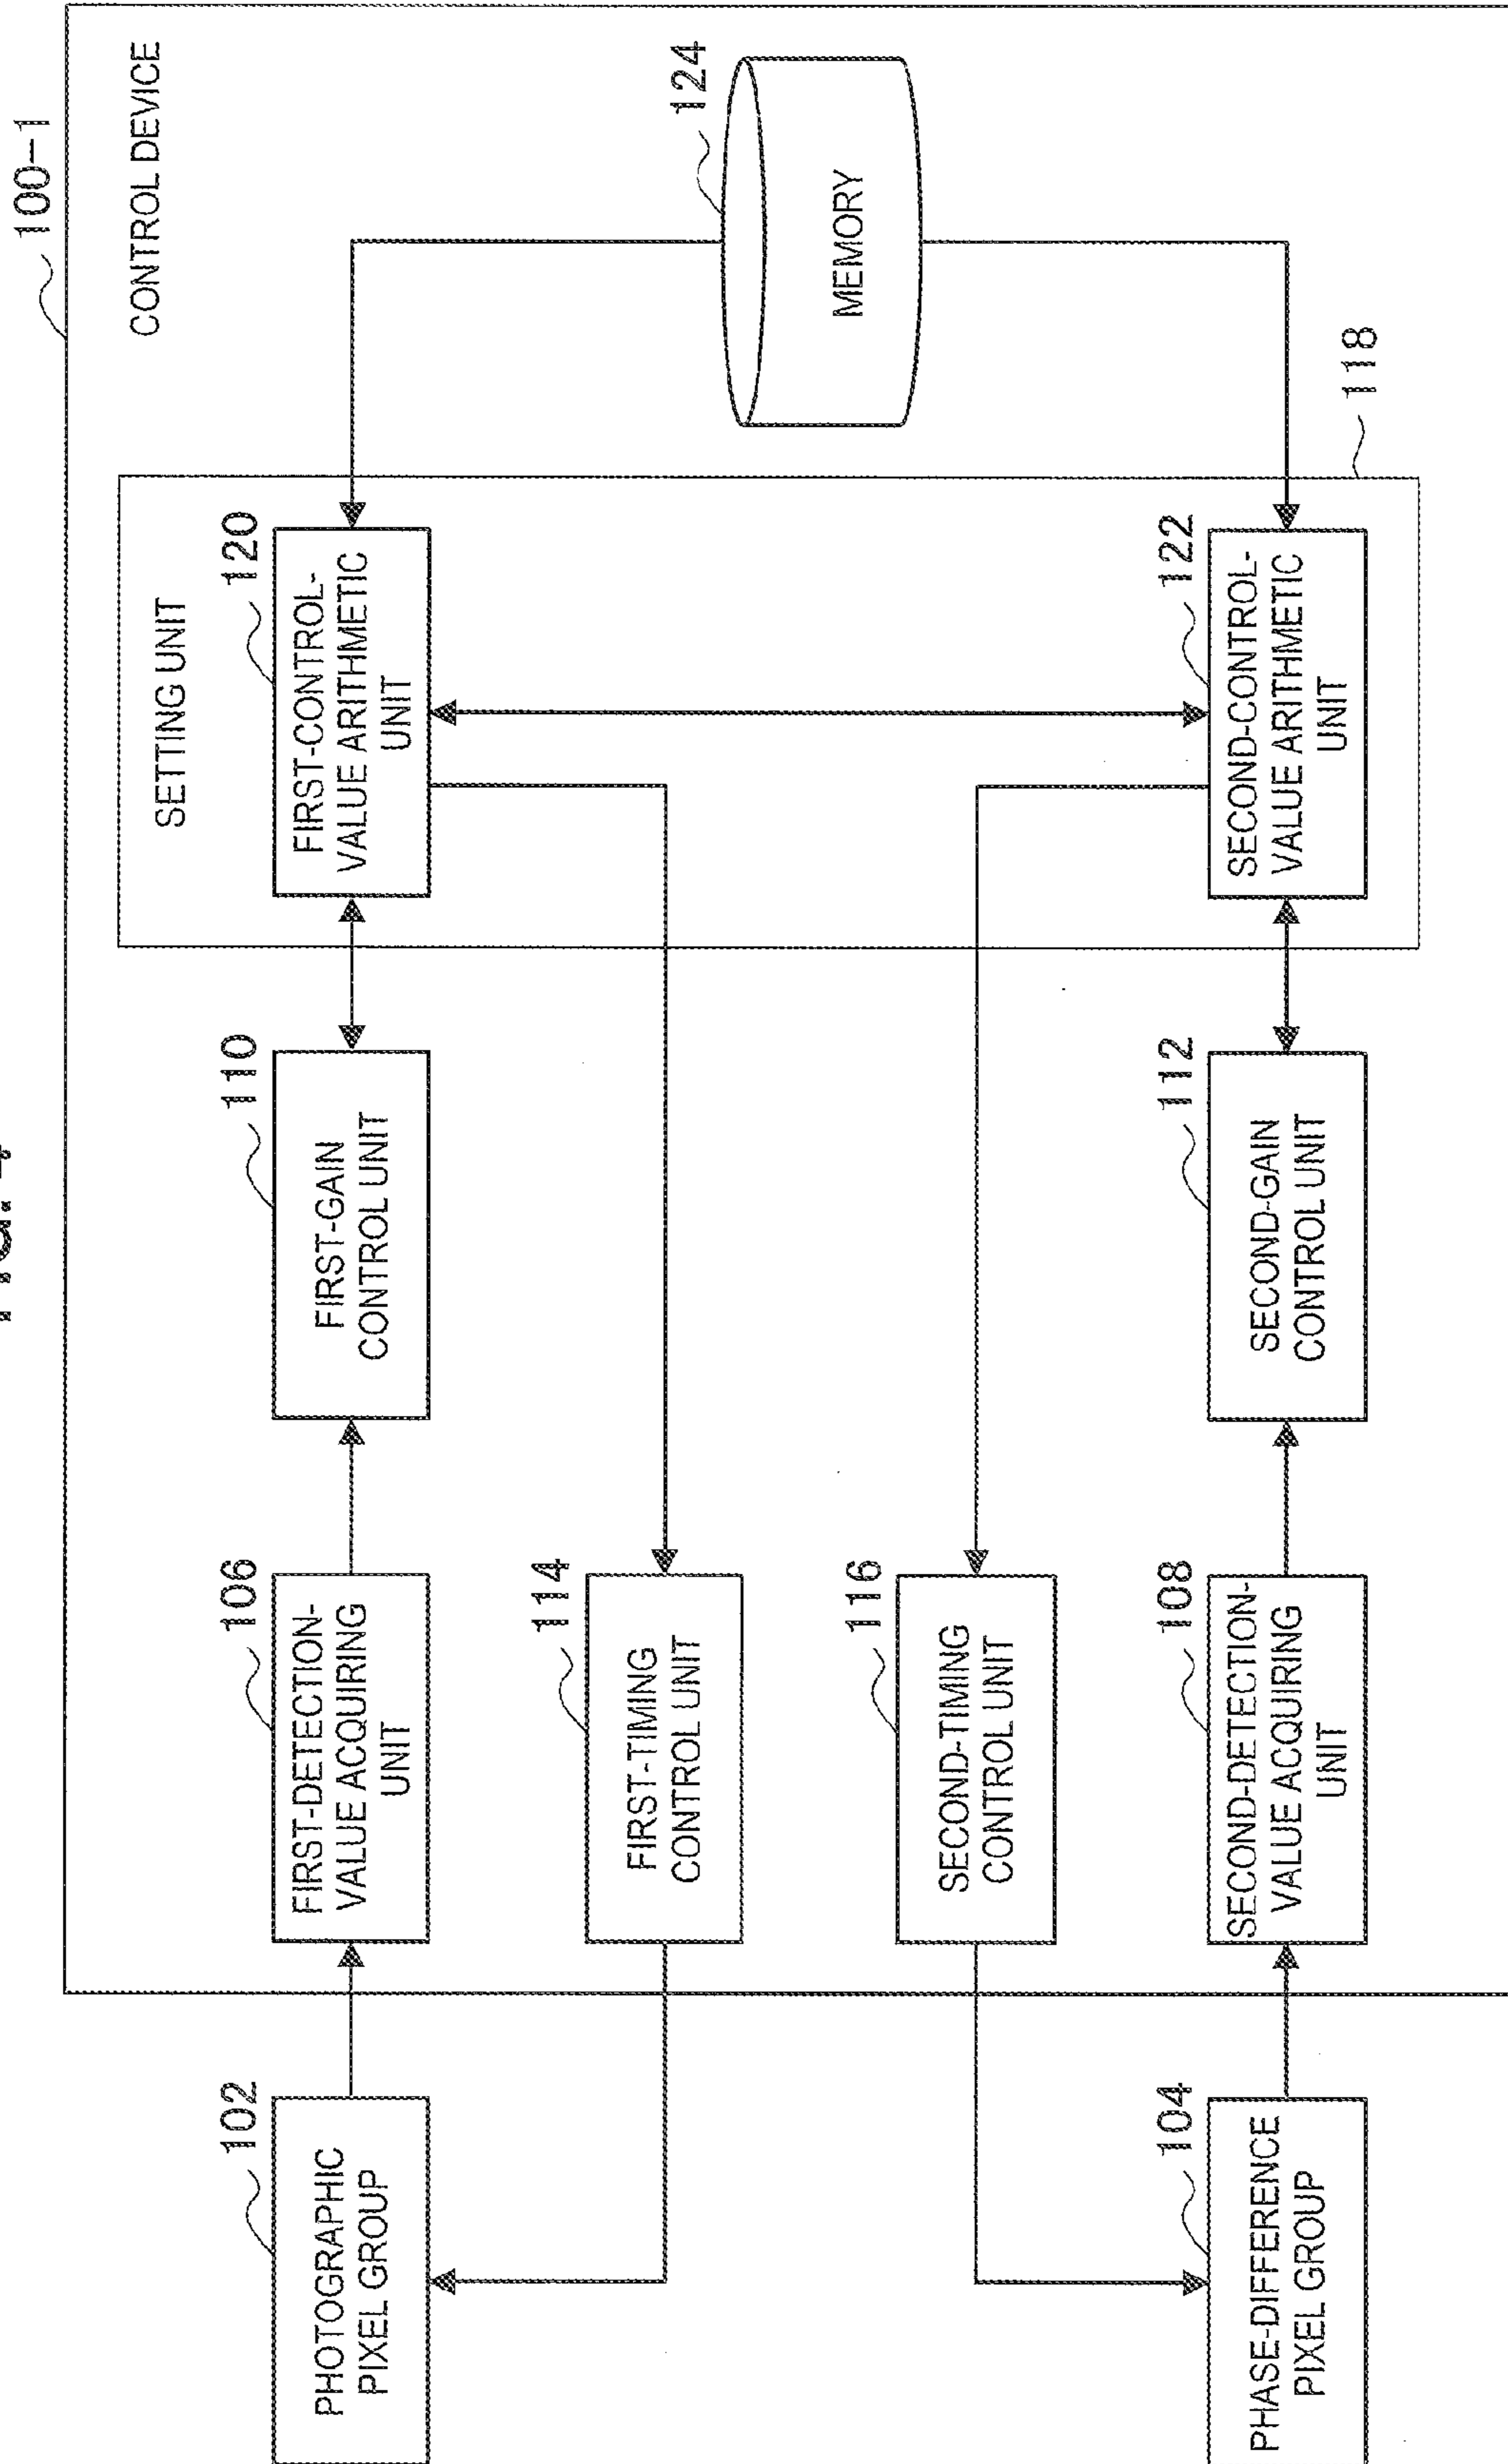 100-1
CONTROL DEVICE
SETTING UNIT
102
PHOTOGRAPHIC
PIXEL GROUP
106
FIRST-DETECTION-
VALUE ACQUIRING
UNIT
110
FIRST-GAIN
CONTROL UNIT
120
FIRST-CONTROL-
VALUE ARITHMETIC
UNIT
114
FIRST-TIMING
CONTROL UNIT
124
MEMORY
116
SECOND-TIMING
CONTROL UNIT
104
PHASE-DIFFERENCE
PIXEL GROUP
108
SECOND-DETECTION-
VALUE ACQUIRING
UNIT
112
SECOND-GAIN
CONTROL UNIT
122
SECOND-CONTROL-
VALUE ARITHMETIC
UNIT
118